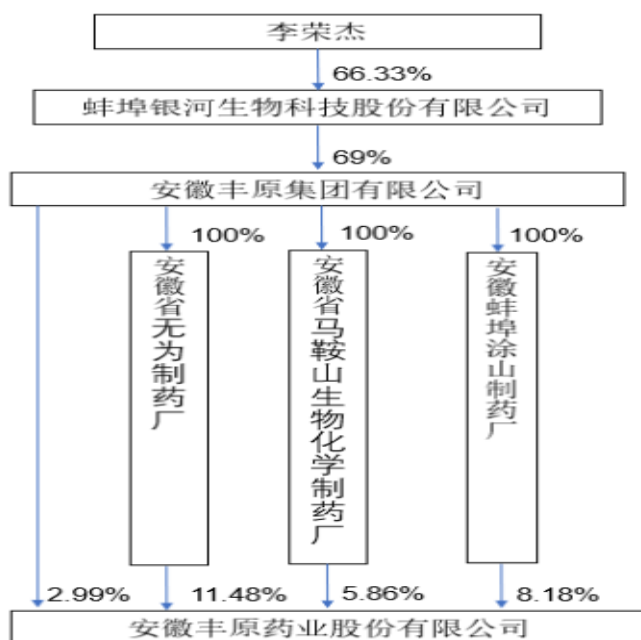 李荣杰
66.33%
蚌埠银河生物科技股份有限公司
69%
安徽丰原集团有限公司
100%
100%
100%
安徽省无为制药厂
安徽省马鞍山生物化学制药厂
安徽蚌埠涂山制药厂
2.99%
11.48%
5.86%
8.18%
安徽丰原药业股份有限公司